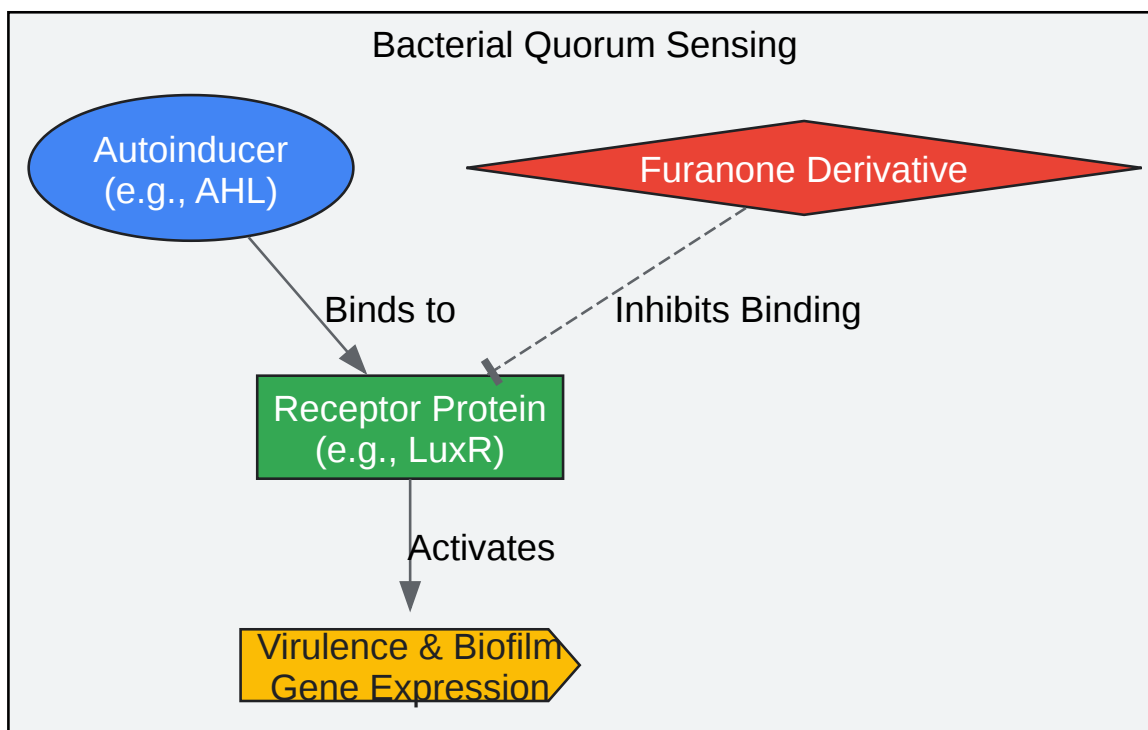 Bacterial Quorum Sensing
Autoinducer
(e.g., AHL)
Furanone Derivative
Binds to
Inhibits Binding
Receptor Protein
(e.g., LuxR)
Activates
Virulence & Biofilm
Gene Expression